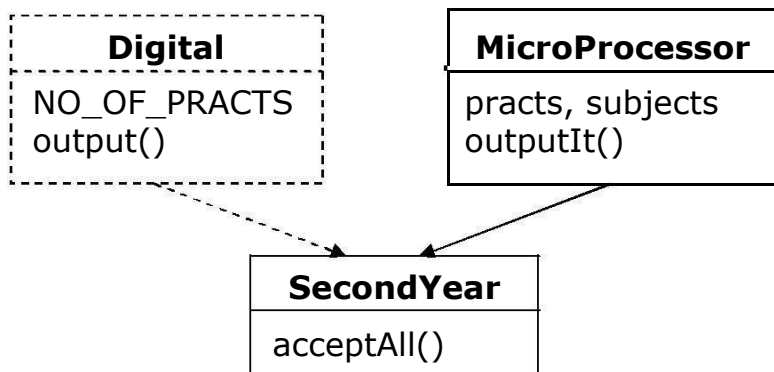 Digital
NO_OF_PRACTS
output()
MicroProcessor
practs, subjects
outputIt()
SecondYear
acceptAll()